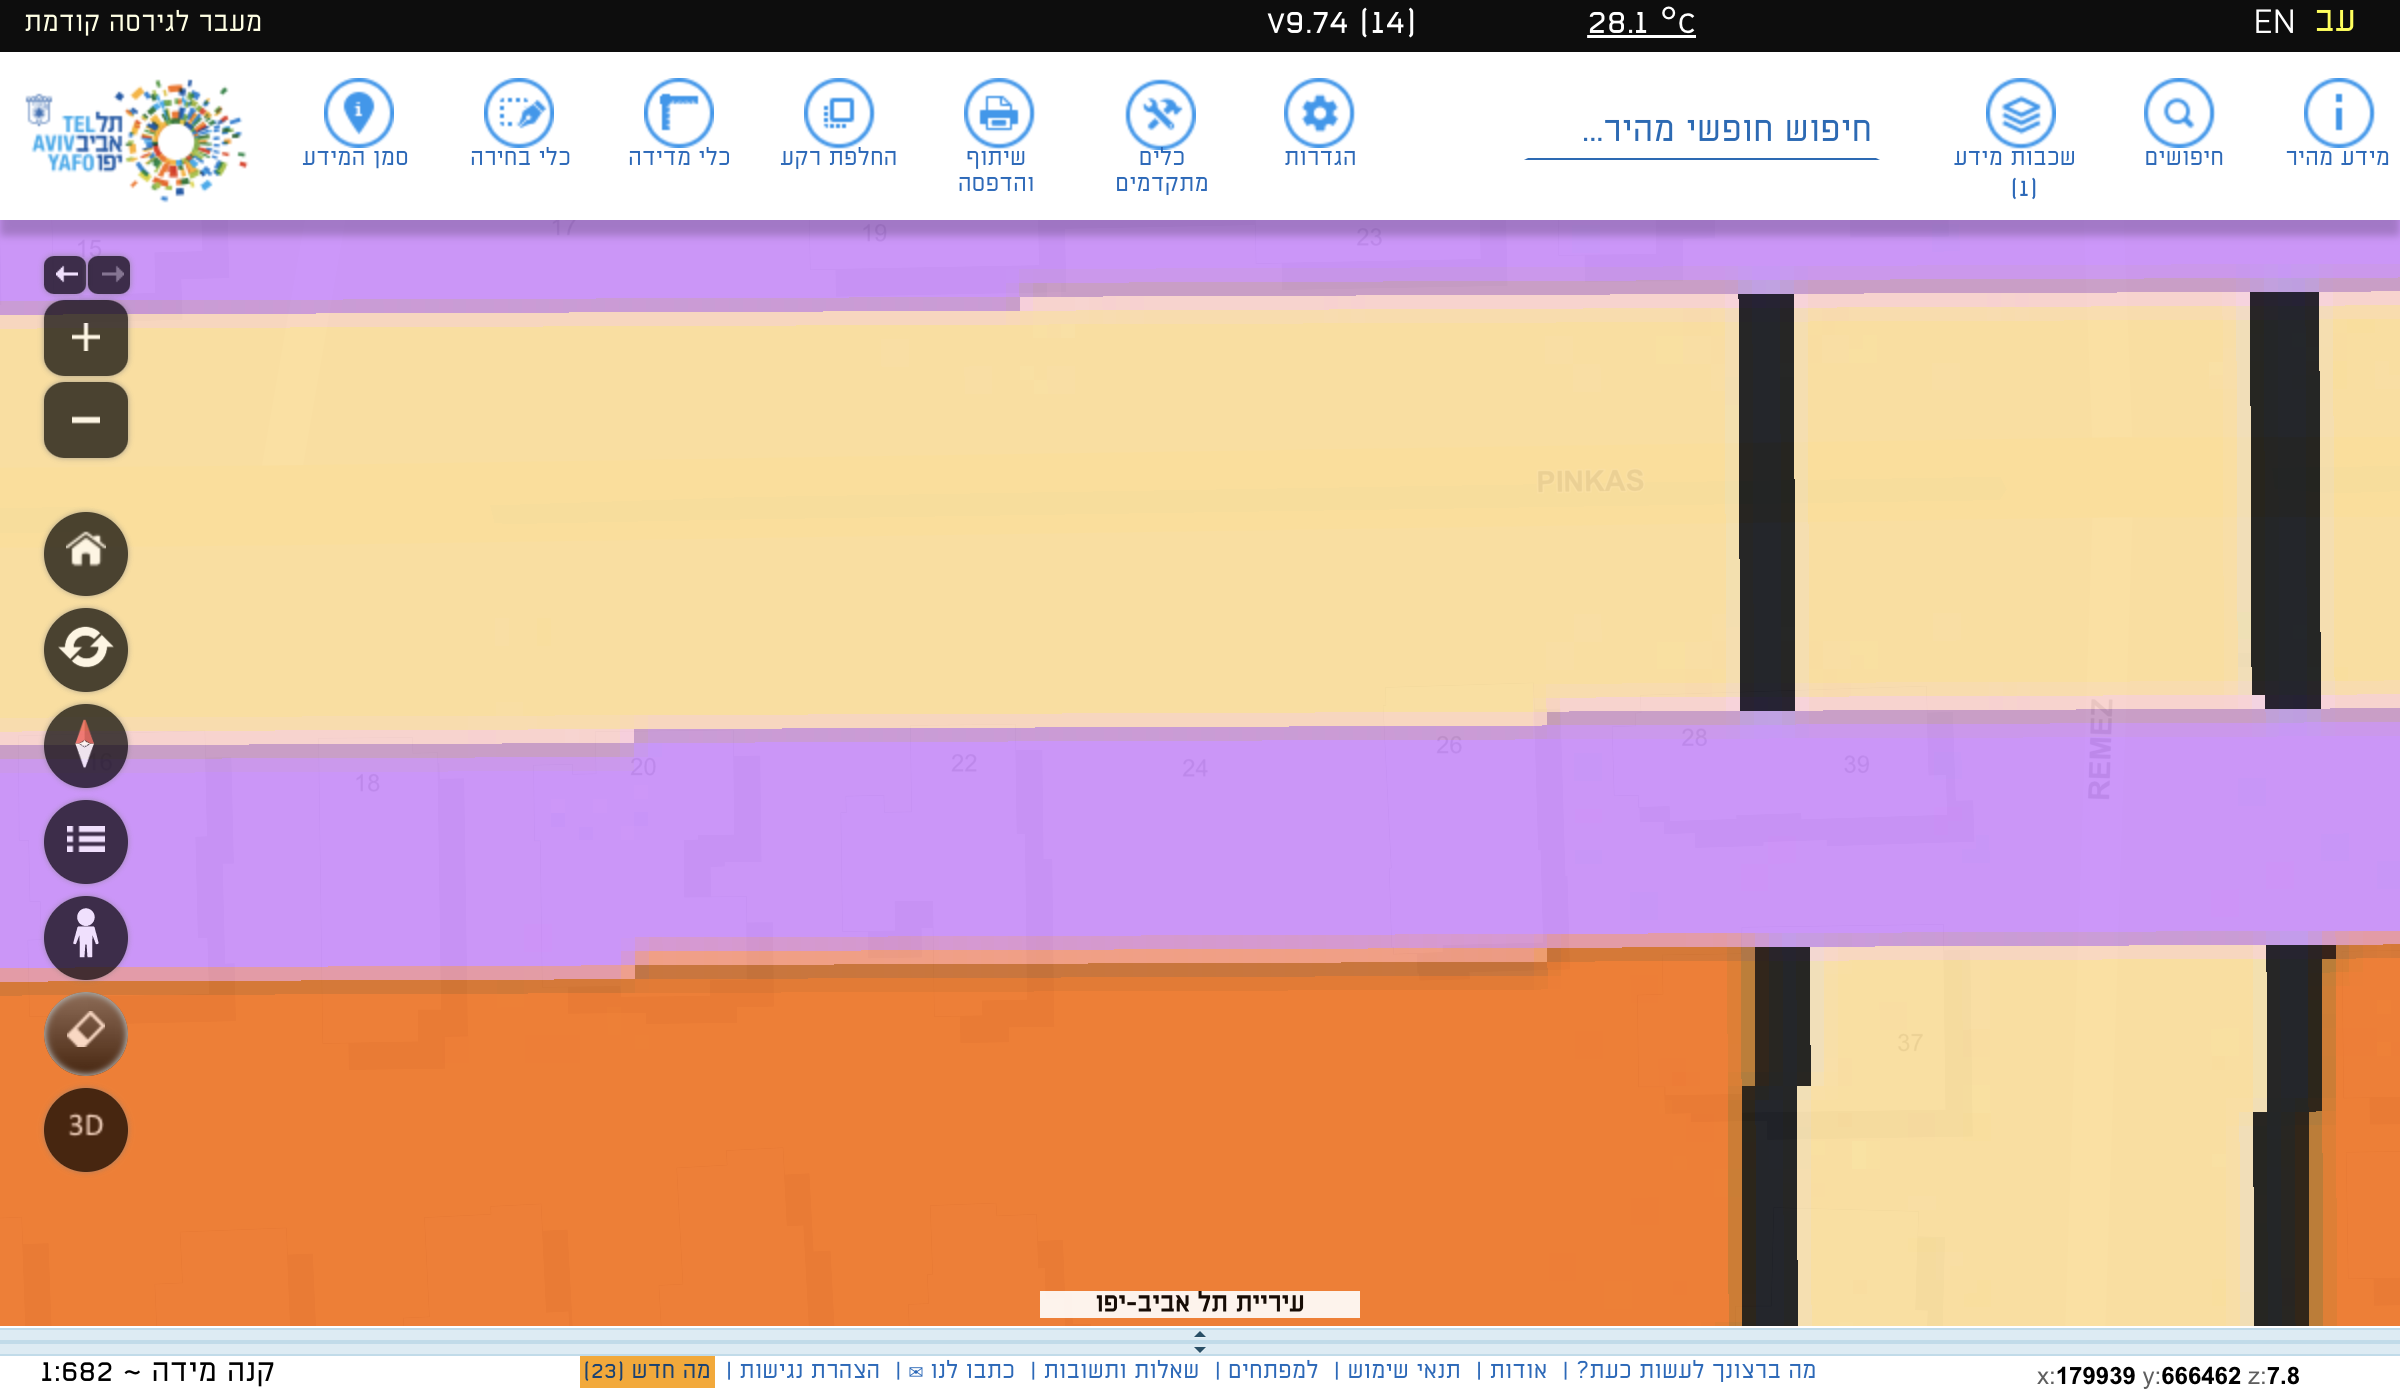 מעבר לגירסה קודמת
V9.74 (14)
28.1 °C
EN עב
תל TEL
אביב AVIV
יפו YAFO
סמן המידע
כלי בחירה
כלי מדידה
החלפת רקע
שיתוף
והדפסה
כלים
מתקדמים
הגדרות
חיפוש חופשי מהיר...
שכבות מידע
(1)
חיפושים
מידע מהיר
15
17
19
23
PINKAS
16
18
20
22
24
26
28
39
REMEZ
37
3D
עיריית תל אביב-יפו
קנה מידה ~ 1:682
מה ברצונך לעשות כעת? | אודות | תנאי שימוש | למפתחים | שאלות ותשובות | כתבו לנו ✉ | הצהרת נגישות | מה חדש (23)
x:179939 y:666462 z:7.8